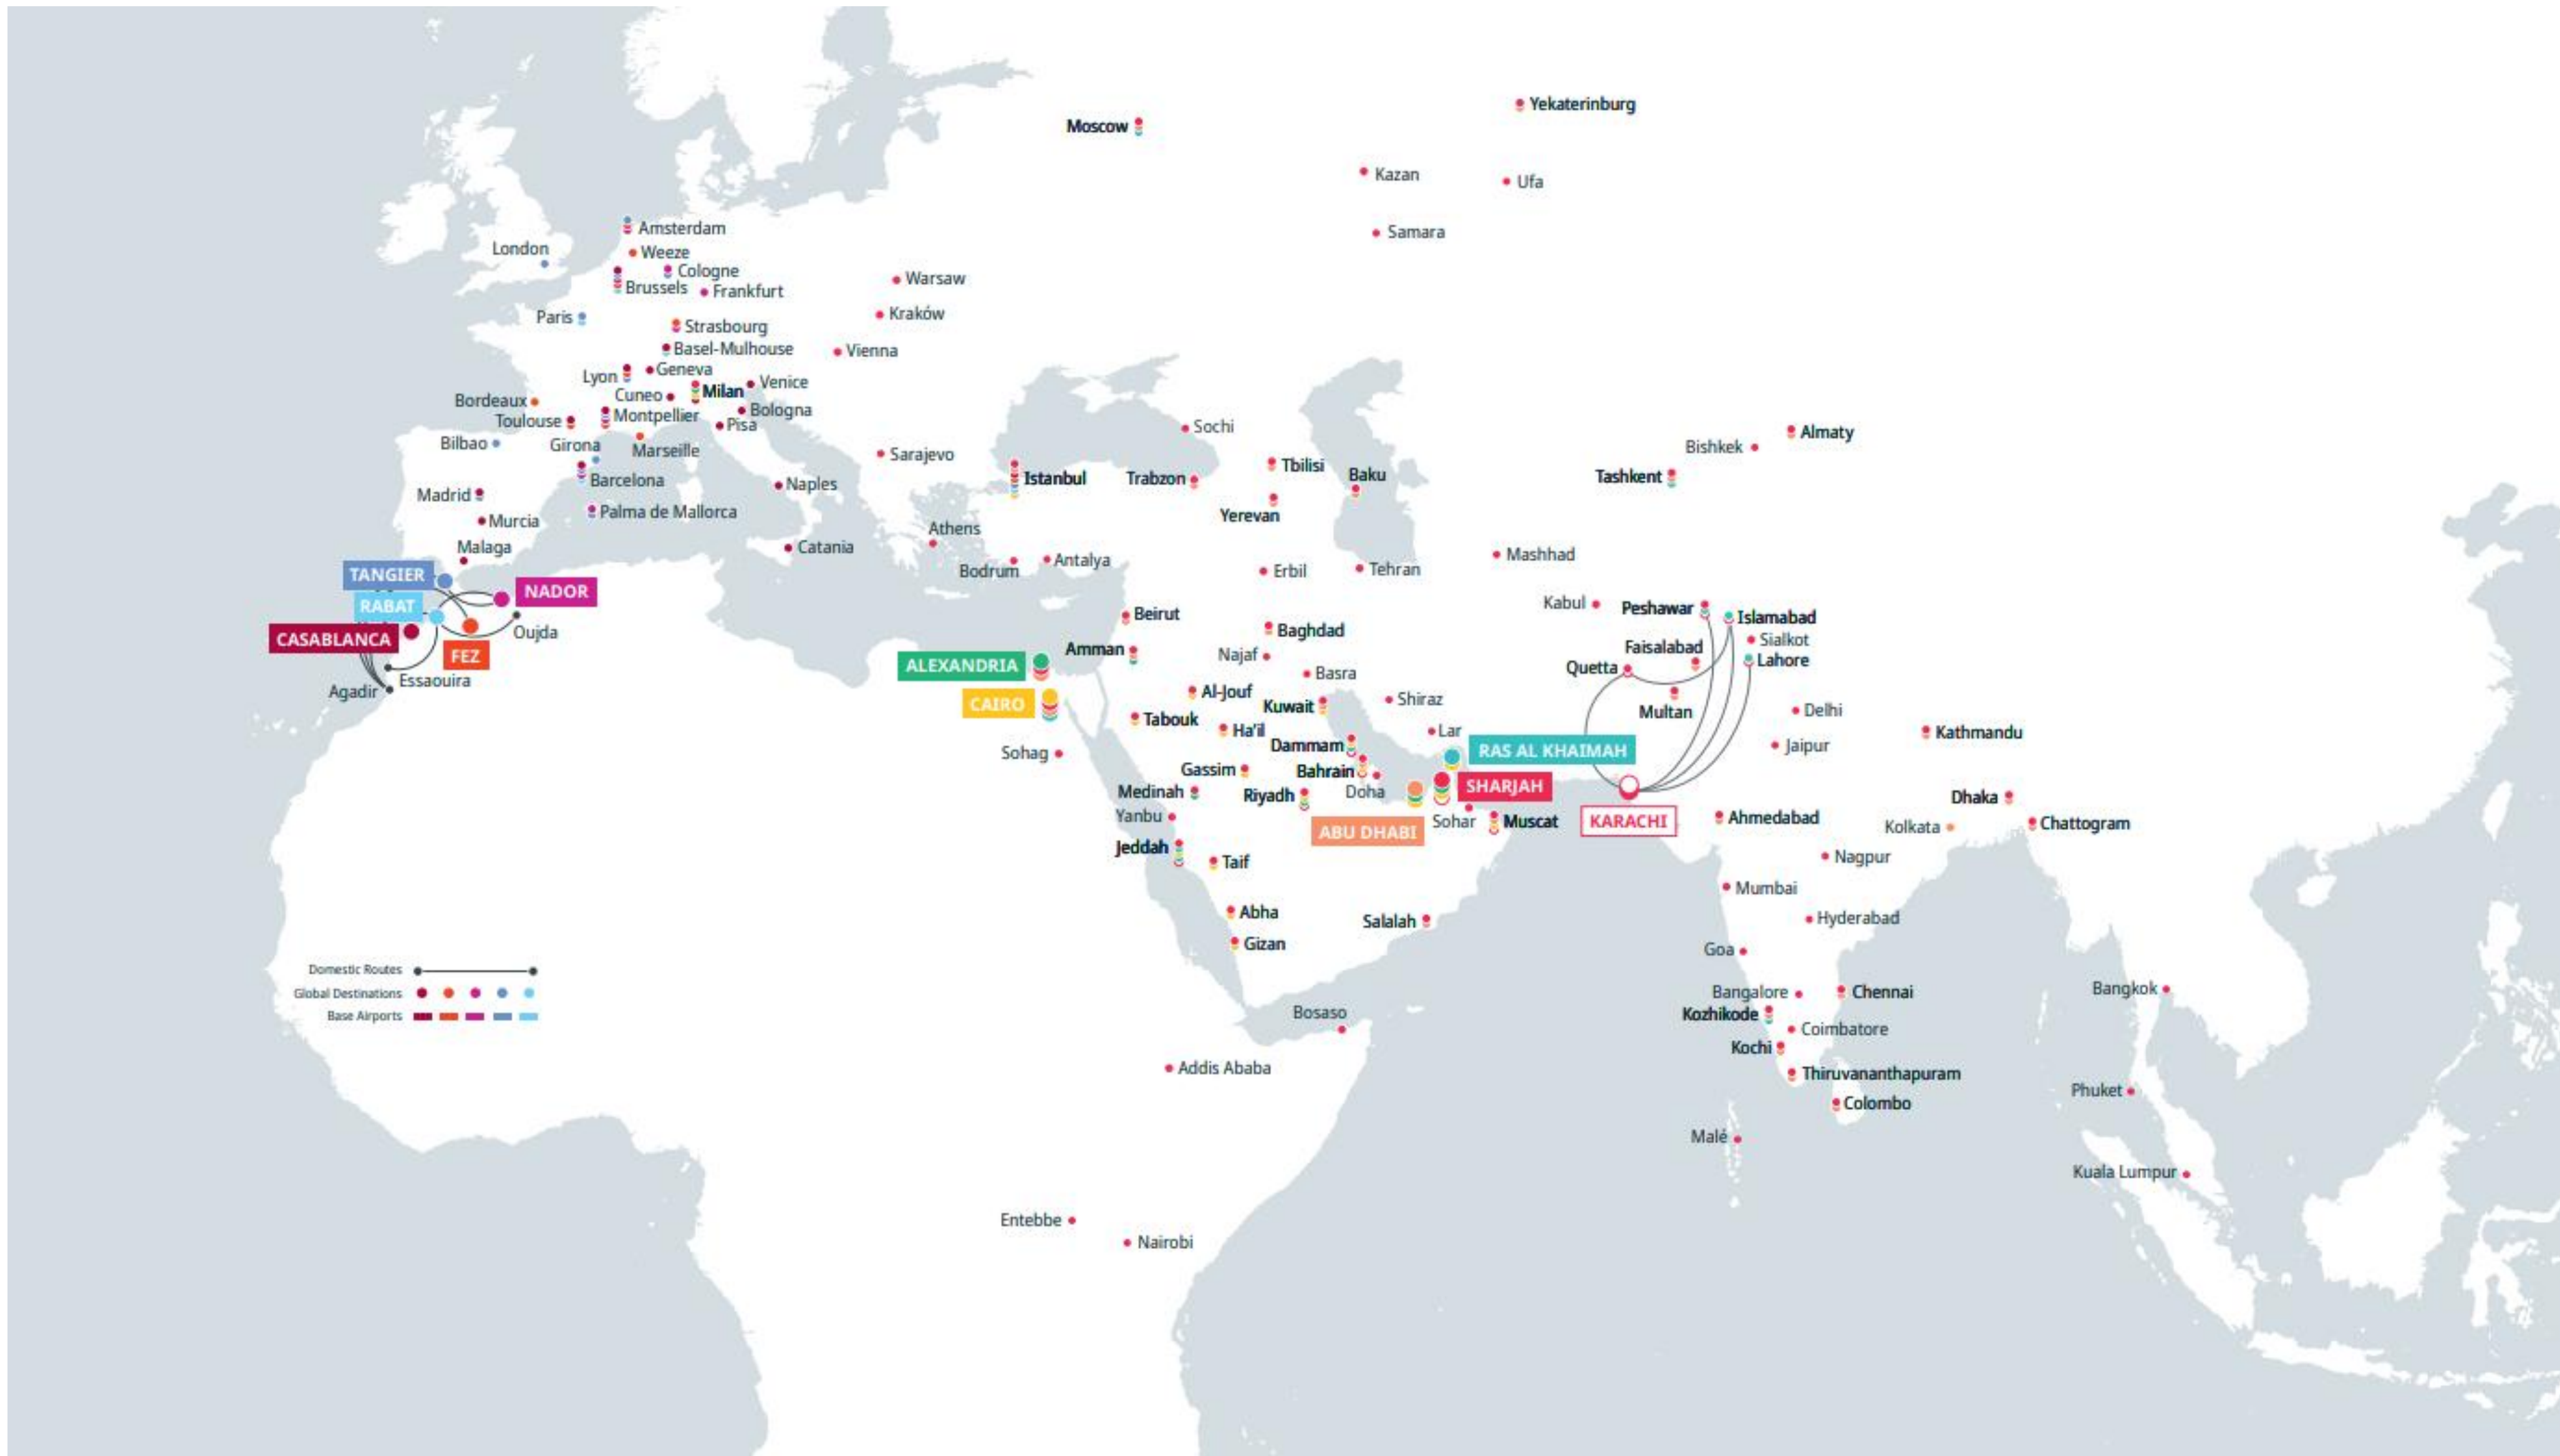 Yekaterinburg
Moscow
Kazan
Ufa
Samara
Amsterdam
London
Weeze
Cologne
Brussels
Frankfurt
Warsaw
Paris
Kraków
Strasbourg
Basel-Mulhouse
Vienna
Lyon
Geneva
Venice
Cuneo
Milan
Bordeaux
Bologna
Toulouse
Montpellier
Pisa
Sochi
Almaty
Bilbao
Girona
Marseille
Bishkek
Sarajevo
Tbilisi
Barcelona
Istanbul
Trabzon
Baku
Tashkent
Naples
Madrid
Palma de Mallorca
Yerevan
Murcia
Athens
Malaga
Catania
Mashhad
Antalya
Bodrum
Erbil
Tehran
TANGIER
NADOR
RABAT
Kabul
Peshawar
Islamabad
Beirut
Oujda
Baghdad
CASABLANCA
Sialkot
Faisalabad
Amman
Najaf
FEZ
Lahore
ALEXANDRIA
Quetta
Basra
Essaouira
Agadir
Al-Jouf
Shiraz
CAIRO
Kuwait
Multan
Delhi
Tabouk
Ha'il
Lar
Kathmandu
Dammam
Jaipur
RAS AL KHAIMAH
Sohag
Gassim
Bahrain
SHARJAH
Medinah
Riyadh
Doha
Dhaka
Yanbu
ABU DHABI
Sohar
Muscat
KARACHI
Ahmedabad
Kolkata
Chattogram
Jeddah
Taif
Nagpur
Mumbai
Abha
Salalah
Hyderabad
Gizan
Goa
Domestic Routes
Global Destinations
Base Airports
Bangalore
Chennai
Bangkok
Bosaso
Kozhikode
Coimbatore
Kochi
Addis Ababa
Thiruvananthapuram
Phuket
Colombo
Malé
Kuala Lumpur
Entebbe
Nairobi